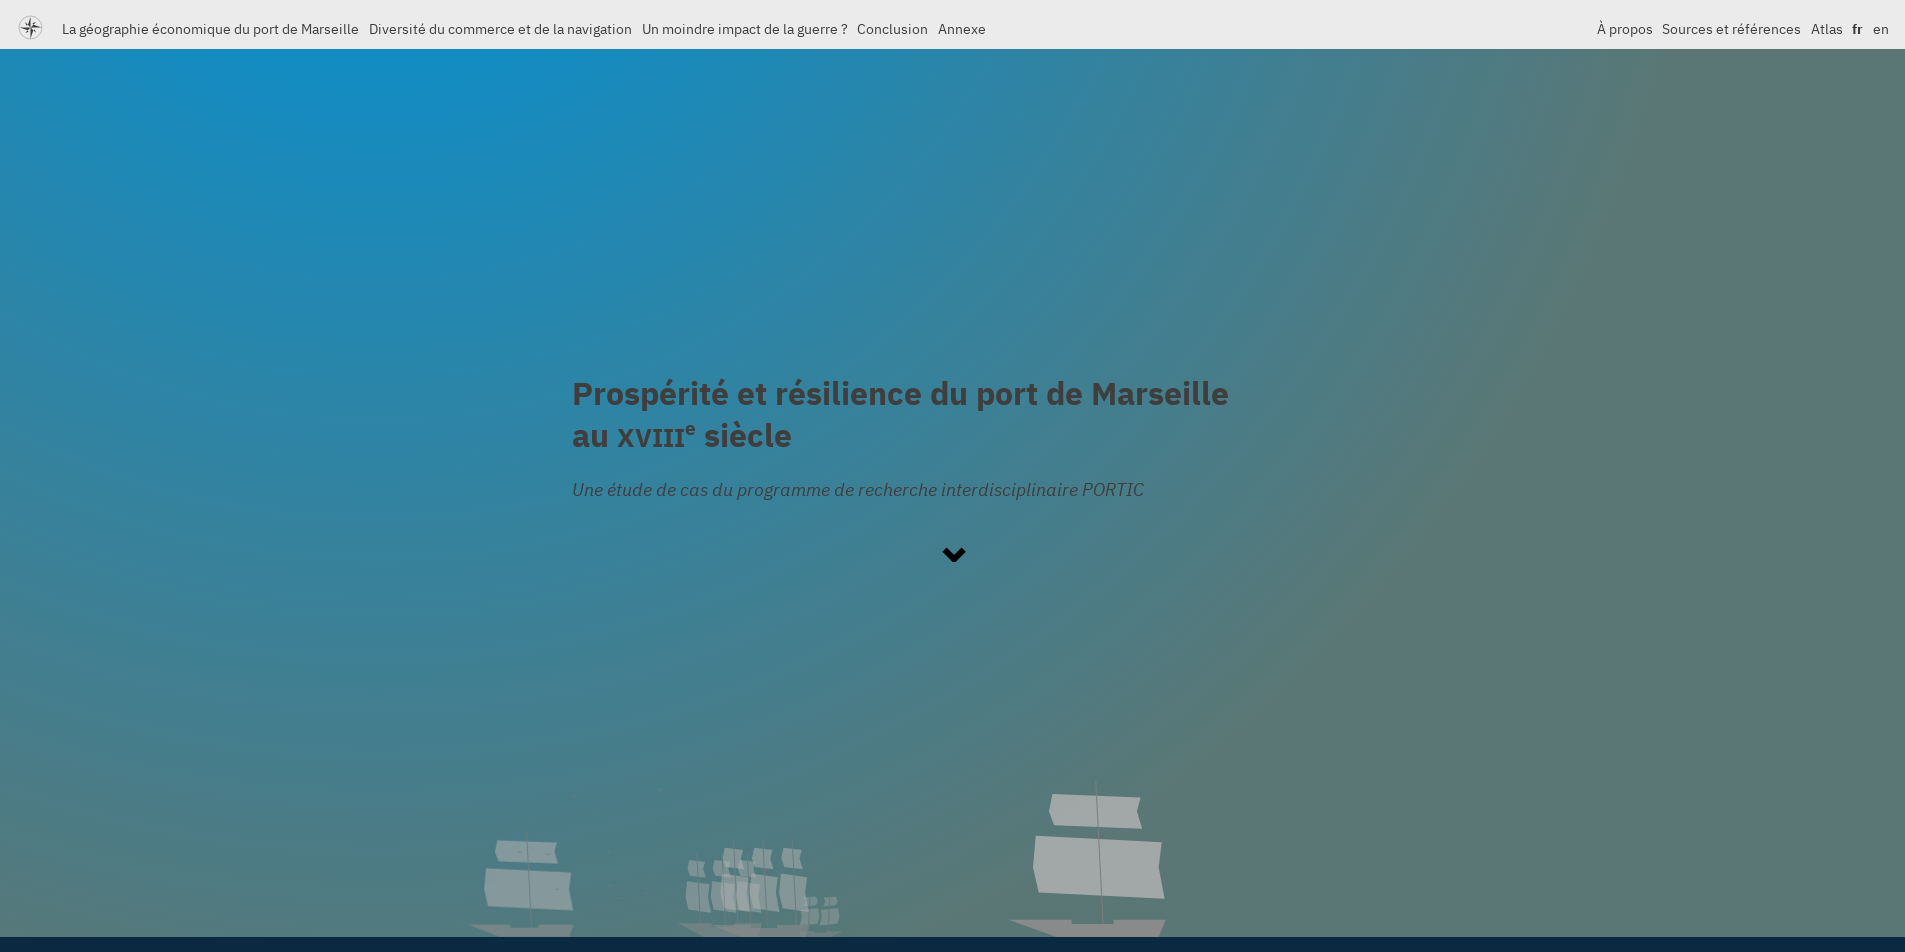 La géographie économique du port de Marseille Diversité du commerce et de la navigation Un moindre impact de la guerre ? Conclusion Annexe À propos Sources et références Atlas fr en
Prospérité et résilience du port de Marseille
au XVIIIe siècle
Une étude de cas du programme de recherche interdisciplinaire PORTIC